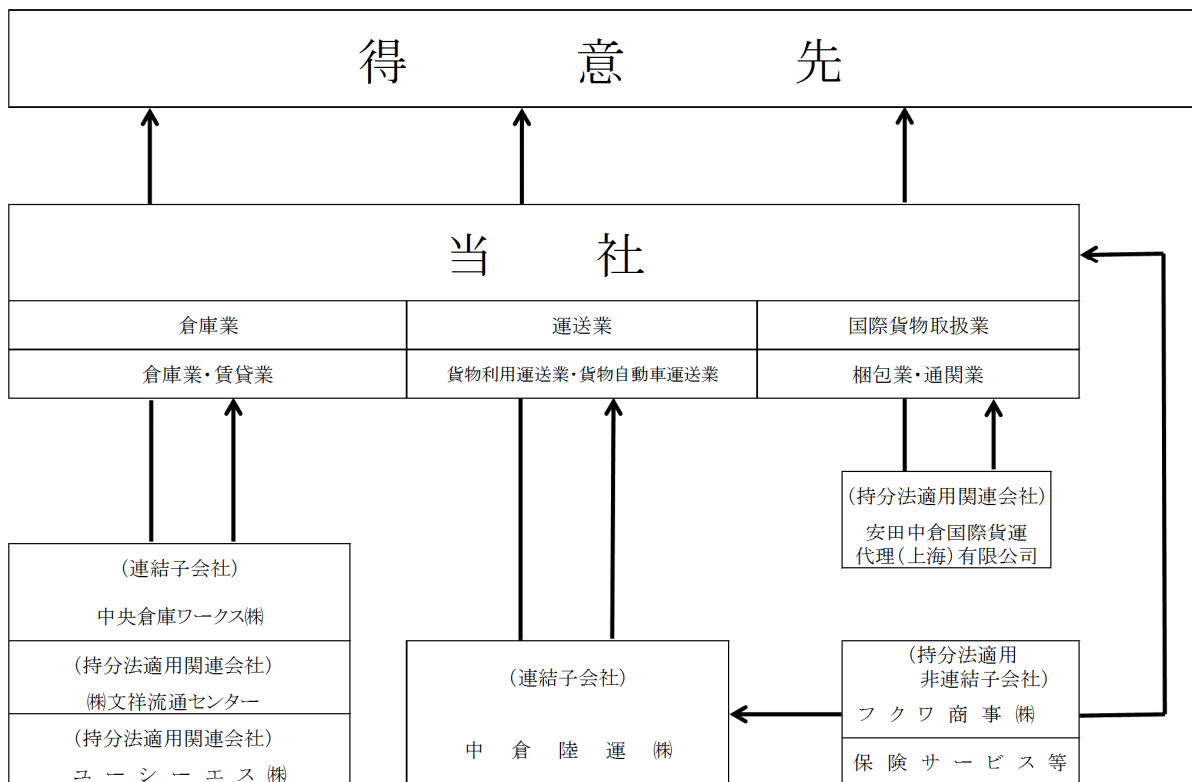 得意先
当社
倉庫業
運送業
国際貨物取扱業
倉庫業・賃貸業
貨物利用運送業・貨物自動車運送業
梱包業・通関業
(持分法適用関連会社)
安田中倉国際貨運
代理(上海)有限公司
(連結子会社)
中央倉庫ワークス㈱
(持分法適用関連会社)
㈱文祥流通センター
(持分法適用関連会社)
ユーシーエス㈱
(連結子会社)
中倉陸運㈱
(持分法適用
非連結子会社)
フクワ商事㈱
保険サービス等